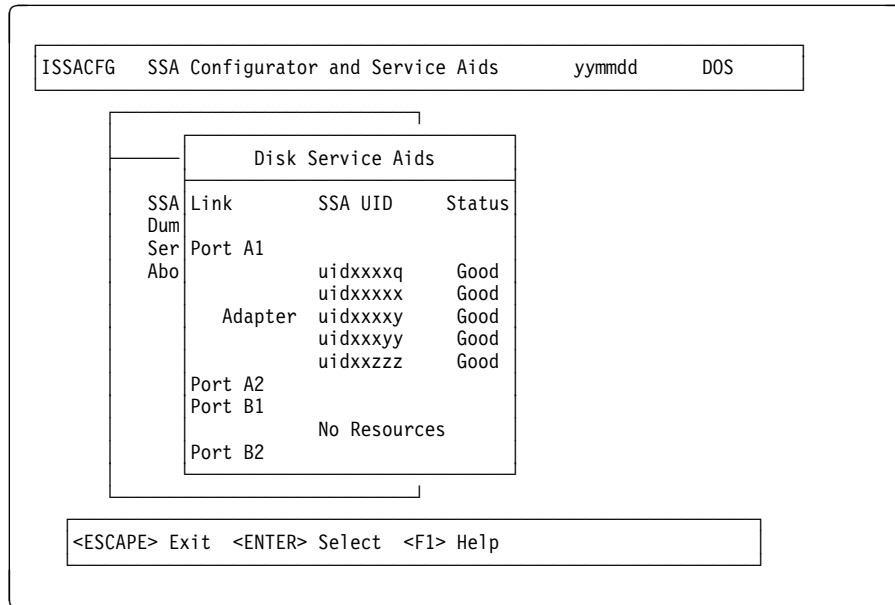 ISSACFG SSA Configurator and Service Aids yymmdd DOS
Disk Service Aids
SSA Link SSA UID Status
Dum
Ser Port A1
Abo uidxxxxq Good
uidxxxxx Good
Adapter uidxxxxy Good
uidxxxyy Good
uidxxzzz Good
Port A2
Port B1
No Resources
Port B2
<ESCAPE> Exit <ENTER> Select <F1> Help